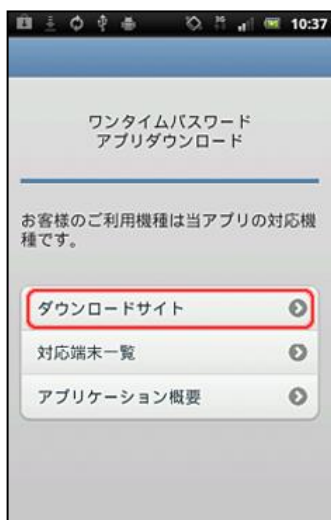 3G 10:37
ワンタイムパスワード
アプリダウンロード
お客様のご利用機種は当アプリの対応機
種です。
ダウンロードサイト
対応端末一覧
アプリケーション概要